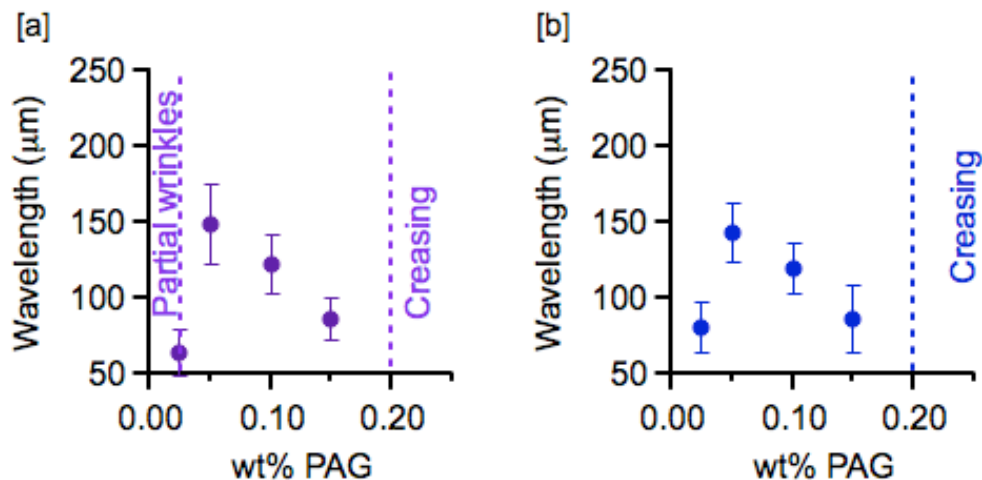 [a]
Wavelength (μm)
250
200
150
100
50
Partial wrinkles
Creasing
0.00 0.10 0.20
wt% PAG
[b]
Wavelength (μm)
250
200
150
100
50
Creasing
0.00 0.10 0.20
wt% PAG